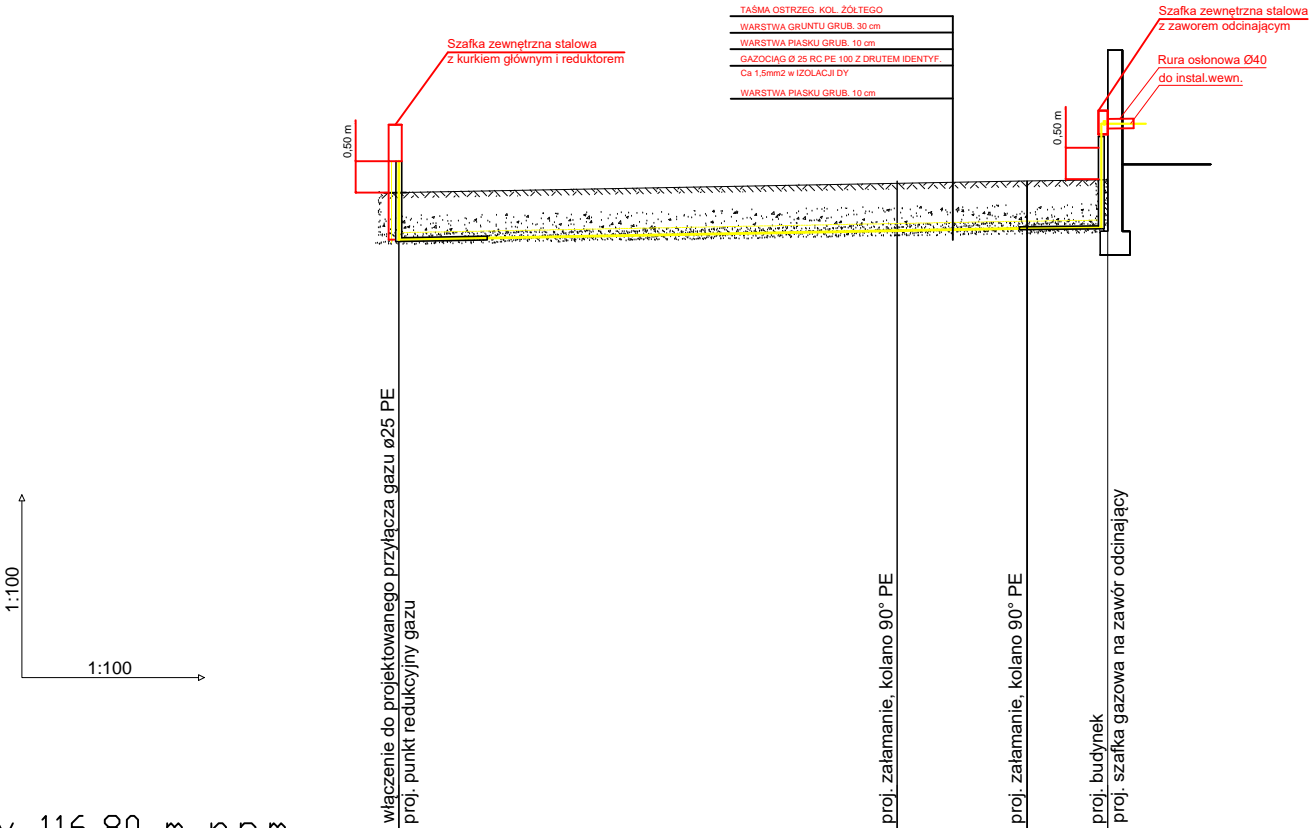 TAŚMA OSTRZEG. KOL. ŻÓŁTEGO
WARSTWA GRUNTU GRUB. 30 cm
WARSTWA PIASKU GRUB. 10 cm
GAZOCIĄG Ø 25 RC PE 100 Z DRUTEM IDENTYF.
Ca 1,5mm2 w IZOLACJI DY
WARSTWA PIASKU GRUB. 10 cm
Szafka zewnętrzna stalowa
z zaworem odcinającym
Szafka zewnętrzna stalowa
z kurkiem głównym i reduktorem
Rura osłonowa Ø40
do instal.wewn.
0,50 m
0,50 m
włączenie do projektowanego przyłącza gazu ø25 PE
proj. punkt redukcyjny gazu
proj. załamanie, kolano 90° PE
proj. załamanie, kolano 90° PE
proj. budynek
proj. szafka gazowa na zawór odcinający
1:100
1:100
116,80 m n.p.m.